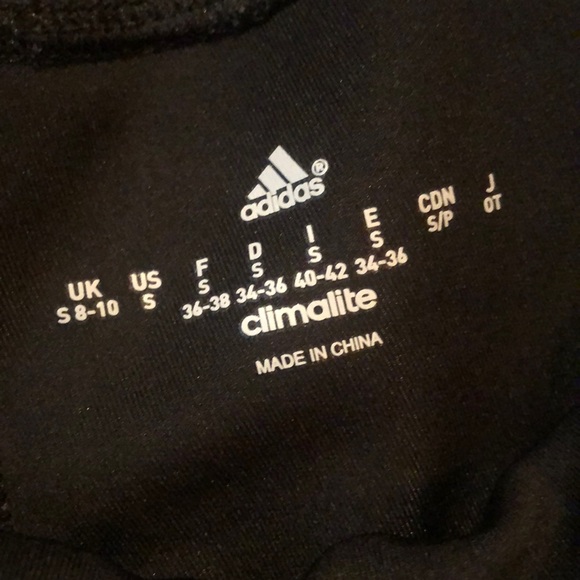 adidas®
UK US F D I E CDN J
S 8-10 S S S S S S/P OT
36-38 34-36 40-42 34-36
climalite
MADE IN CHINA